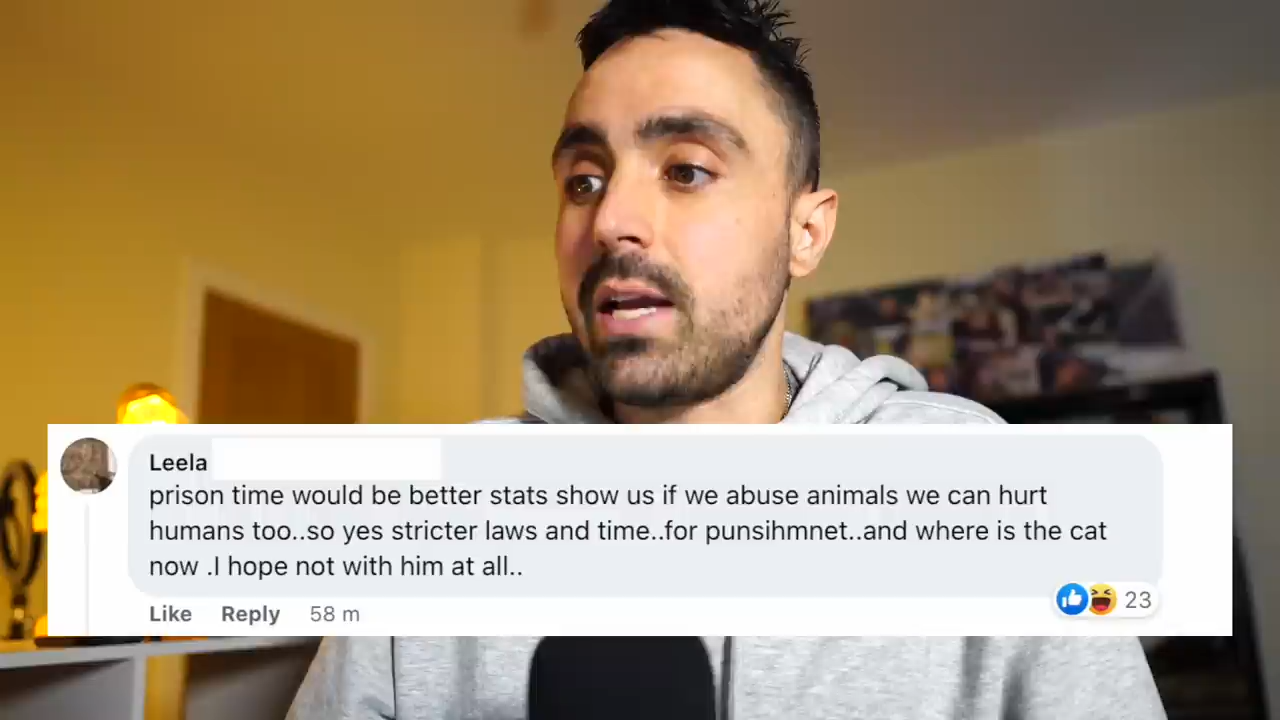 Leela
prison time would be better stats show us if we abuse animals we can hurt
humans too..so yes stricter laws and time..for punsihmnet..and where is the cat
now .I hope not with him at all..
Like Reply 58 m
23